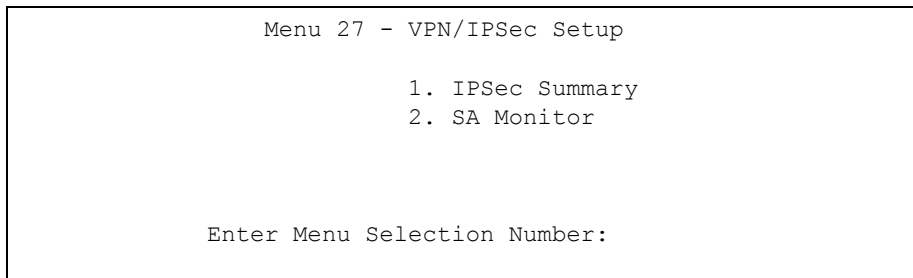 Menu 27 - VPN/IPSec Setup
1. IPSec Summary
2. SA Monitor
Enter Menu Selection Number: